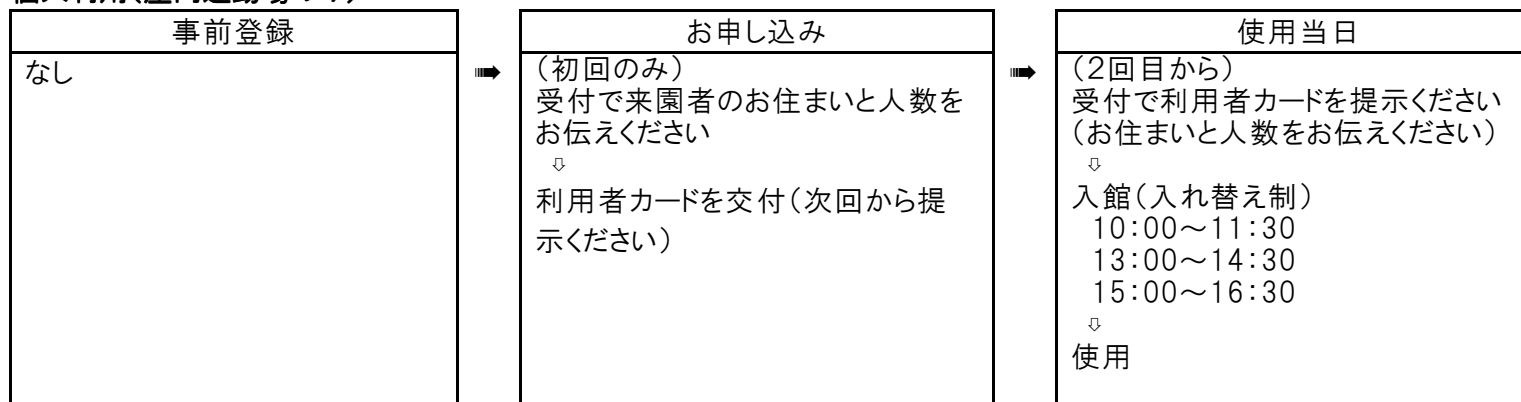 事前登録
なし
➠
お申し込み
(初回のみ)
受付で来園者のお住まいと人数を
お伝えください
⇩
利用者カードを交付(次回から提
示ください)
➠
使用当日
(2回目から)
受付で利用者カードを提示ください
(お住まいと人数をお伝えください)
⇩
入館(入れ替え制)
10:00～11:30
13:00～14:30
15:00～16:30
⇩
使用